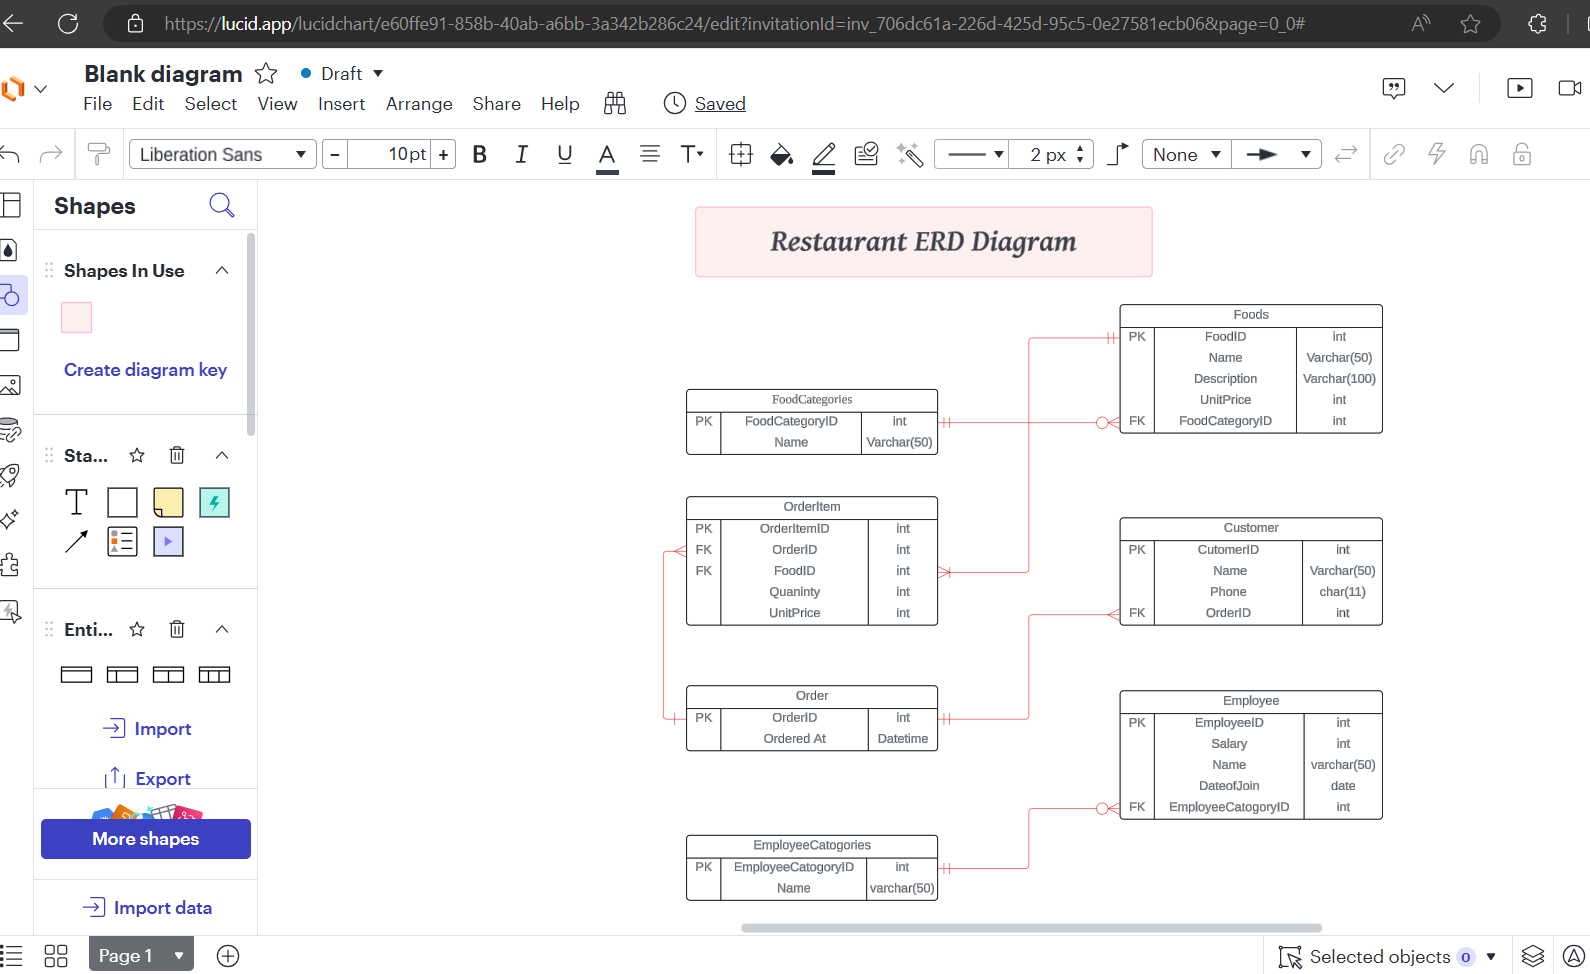 https://lucid.app/lucidchart/e60ffe91-858b-40ab-a6bb-3a342b286c24/edit?invitationId=inv_706dc61a-226d-425d-95c5-0e27581ecb06&page=0_0#
Blank diagram
Draft
File Edit Select View Insert Arrange Share Help
Saved
Liberation Sans
- 10pt +
B I U A T
2 px
None
Shapes
Shapes In Use
Create diagram key
Sta...
T
Enti...
Import
Export
More shapes
Import data
Restaurant ERD Diagram
Foods
PK FoodID int
Name Varchar(50)
Description Varchar(100)
UnitPrice int
FK FoodCategoryID int
FoodCategories
PK FoodCategoryID int
Name Varchar(50)
OrderItem
PK OrderItemID int
FK OrderID int
FK FoodID int
Quaninty int
UnitPrice int
Customer
PK CutomerID int
Name Varchar(50)
Phone char(11)
FK OrderID int
Order
PK OrderID int
Ordered At Datetime
Employee
PK EmployeeID int
Salary int
Name varchar(50)
DateofJoin date
FK EmployeeCatogoryID int
EmployeeCatogories
PK EmployeeCatogoryID int
Name varchar(50)
Page 1
Selected objects 0